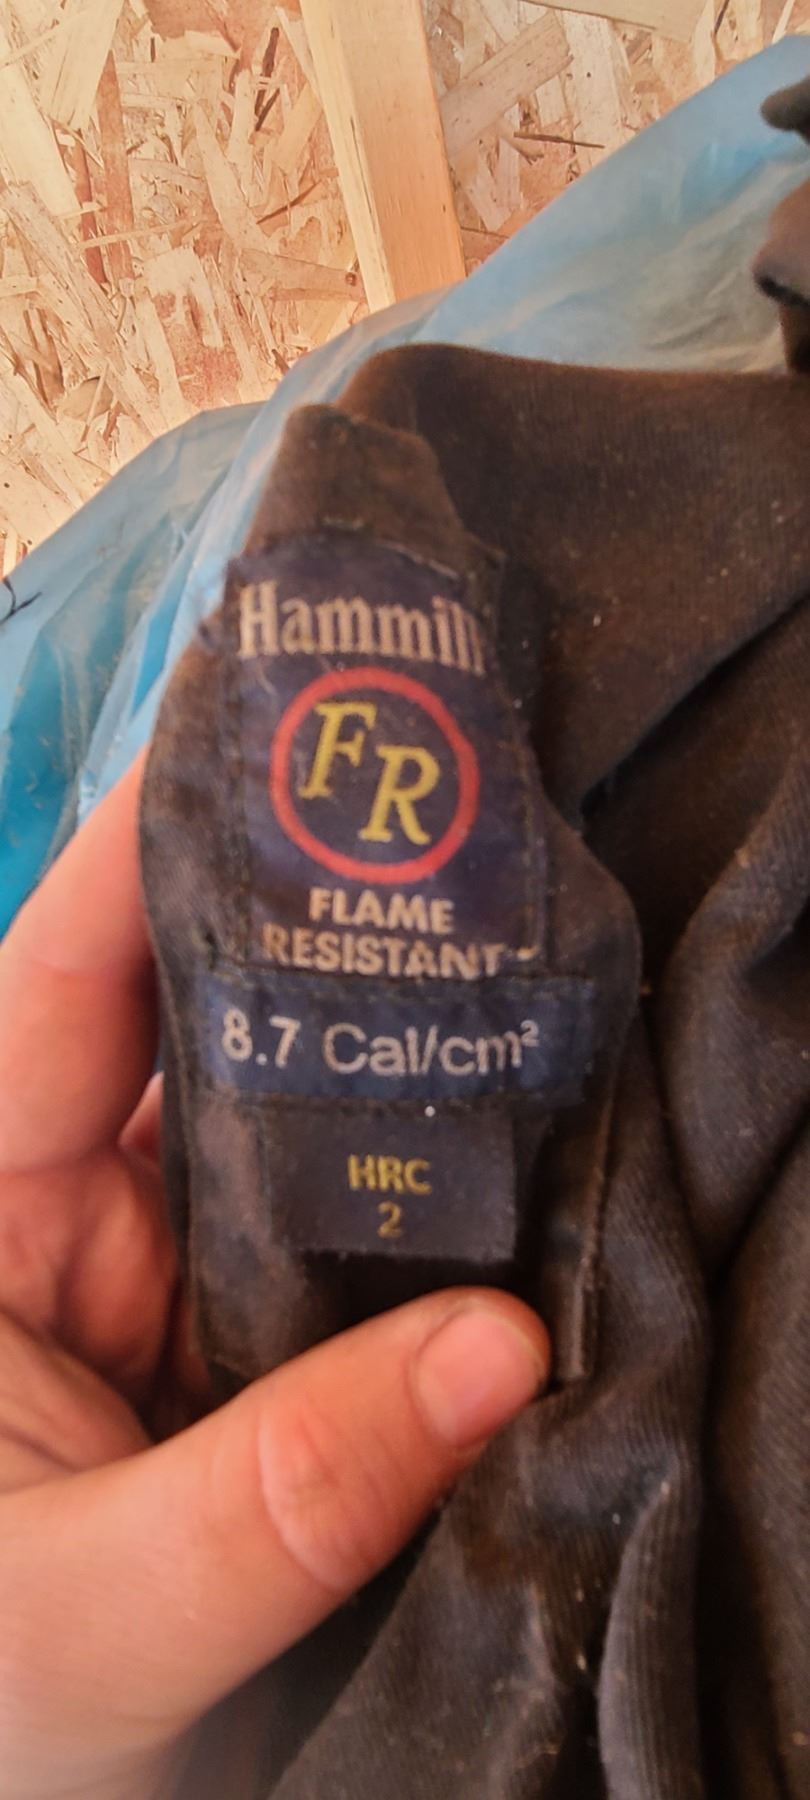 Hammill
FR
FLAME
RESISTANT
8.7 Cal/cm²
HRC
2